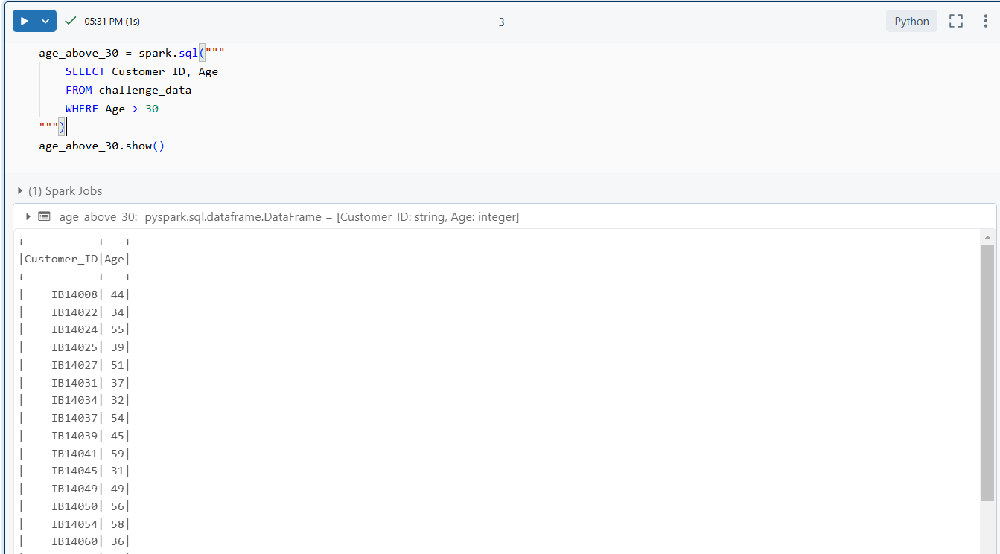 05:31 PM (1s)
3
Python
age_above_30 = spark.sql("""
    SELECT Customer_ID, Age
    FROM challenge_data
    WHERE Age > 30
""")
age_above_30.show()
(1) Spark Jobs
age_above_30: pyspark.sql.dataframe.DataFrame = [Customer_ID: string, Age: integer]
+-----------+---+
|Customer_ID|Age|
+-----------+---+
|    IB14008| 44|
|    IB14022| 34|
|    IB14024| 55|
|    IB14025| 39|
|    IB14027| 51|
|    IB14031| 37|
|    IB14034| 32|
|    IB14037| 54|
|    IB14039| 45|
|    IB14041| 59|
|    IB14045| 31|
|    IB14049| 49|
|    IB14050| 56|
|    IB14054| 58|
|    IB14060| 36|